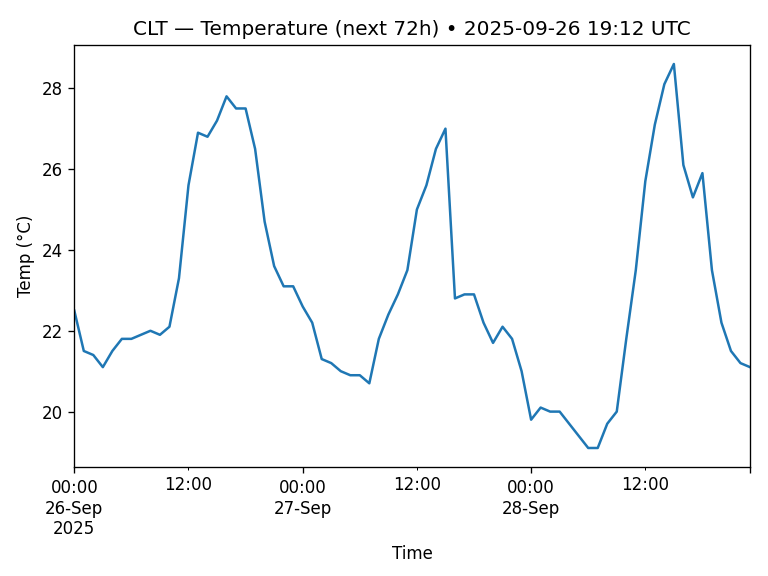 CLT — Temperature (next 72h) • 2025-09-26 19:12 UTC
Temp (°C)
28
26
24
22
20
00:00 12:00 00:00 12:00 00:00 12:00
26-Sep 27-Sep 28-Sep
2025
Time